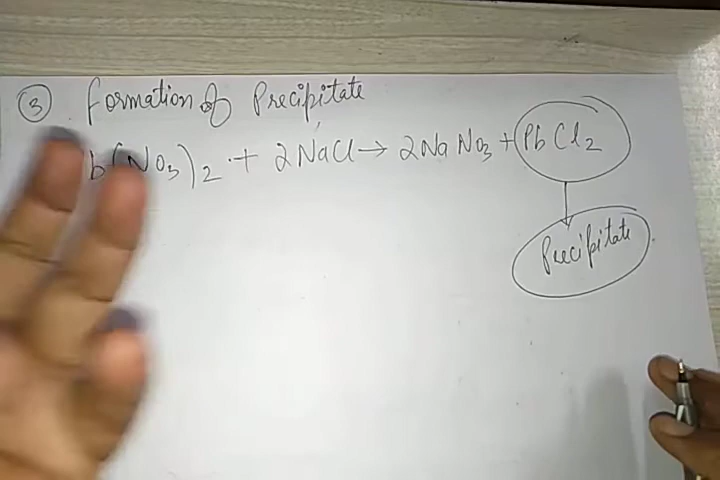 ③ Formation of Precipitate
b(NO3)2 + 2NaCl → 2NaNO3 + PbCl2
Precipitate